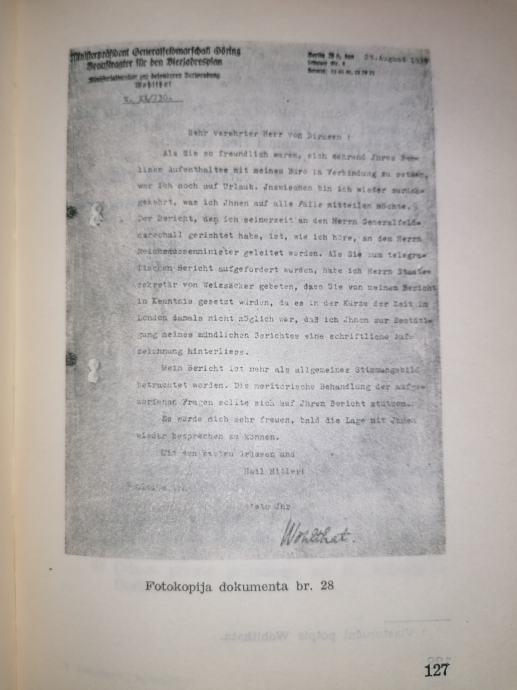 Ministerpräsident Generalfeldmarschall Göring
Beauftragter für den Vierjahresplan
Ministerialdirektor zur besonderen Verwendung
Wohlthat
Berlin den 25. August 1939
Sehr verehrter Herr von Dirksen !
Als Sie so freundlich waren, sich während Ihres Ber-
liner Aufenthaltes mit meinem Büro in Verbindung zu setzen,
war ich noch auf Urlaub. Inzwischen bin ich wieder zurück-
gekehrt, was ich Ihnen auf alle Fälle mitteilen möchte.
Der Bericht, den ich seinerzeit an den Herrn Generalfeld-
marschall gerichtet habe, ist, wie ich höre, an den Herrn
Reichsaussenminister geleitet worden. Als Sie zum telegra-
fischen Bericht aufgefordert wurden, habe ich Herrn Staats-
sekretär von Weizsäcker gebeten, dass Sie von meinem Bericht
in Kenntnis gesetzt würden, da es in der Kürze der Zeit in
London damals nicht möglich war, daß ich Ihnen zur Bestäti-
gung meines mündlichen Berichtes eine schriftliche Auf-
zeichnung hinterliess.
Mein Bericht ist mehr als allgemeines Stimmungsbild
betrachtet worden. Die meritorische Behandlung der aufge-
worfenen Fragen sollte sich auf Ihren Bericht stützen.
Es würde mich sehr freuen, bald die Lage mit Ihnen
wieder besprechen zu können.
Mit den besten Grüssen und
Heil Hitler!
stets Ihr
Wohlthat.
Fotokopija dokumenta br. 28
127